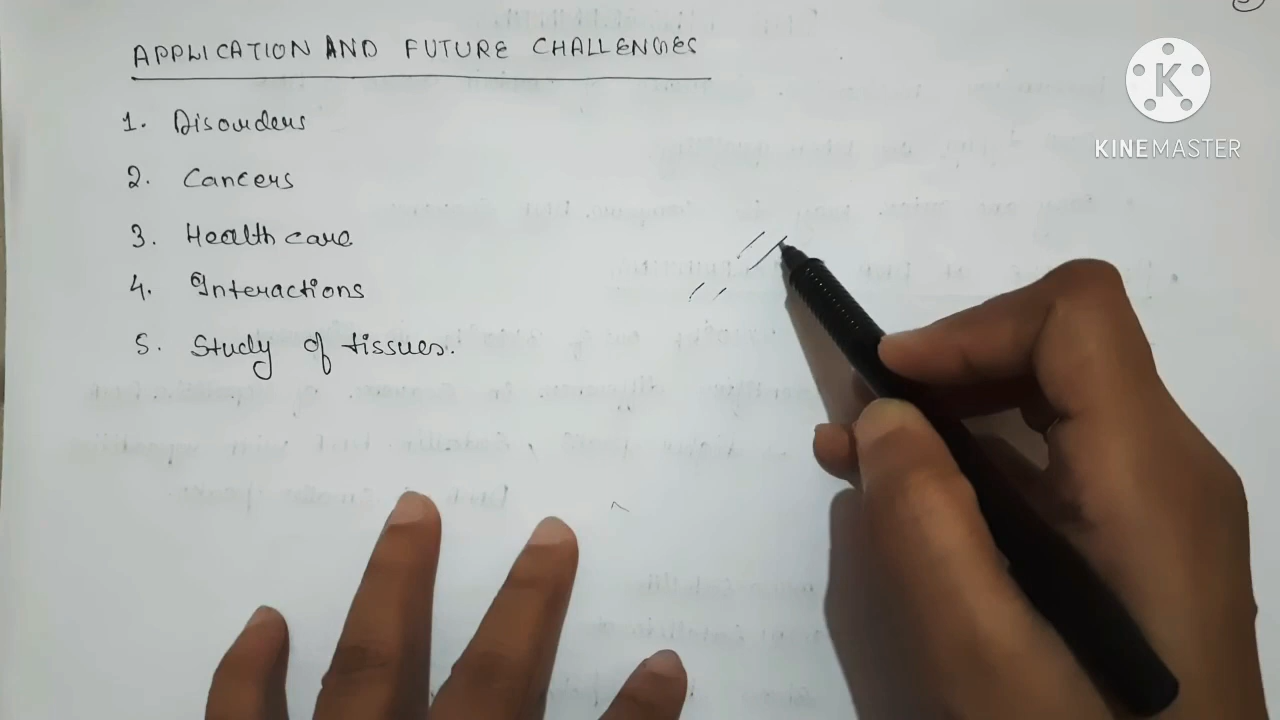 APPLICATION AND FUTURE CHALLENGES
1. Disorders
2. Cancers
3. Health care
4. Interactions
5. Study of tissues.
K
KINEMASTER